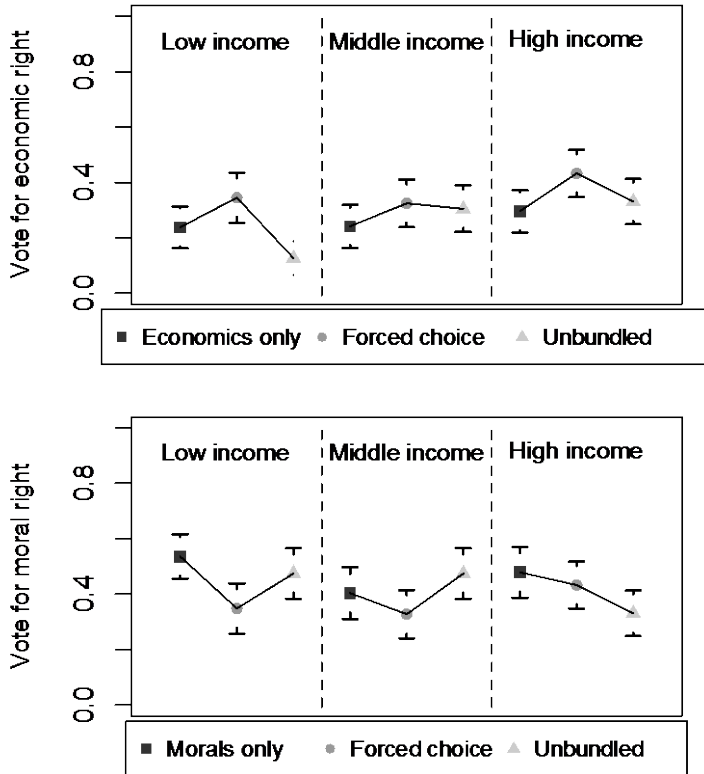 Vote for economic right
0.0 0.4 0.8
Low income Middle income High income
Economics only Forced choice Unbundled
Vote for moral right
0.0 0.4 0.8
Low income Middle income High income
Morals only Forced choice Unbundled